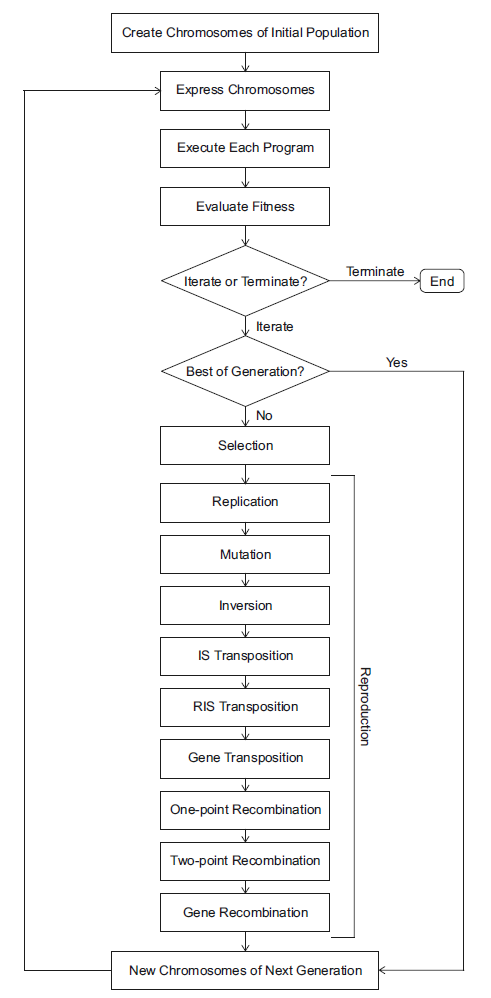 Create Chromosomes of Initial Population
Express Chromosomes
Execute Each Program
Evaluate Fitness
Iterate or Terminate?
Terminate
End
Iterate
Best of Generation?
Yes
No
Selection
Replication
Mutation
Inversion
IS Transposition
RIS Transposition
Gene Transposition
One-point Recombination
Two-point Recombination
Gene Recombination
Reproduction
New Chromosomes of Next Generation